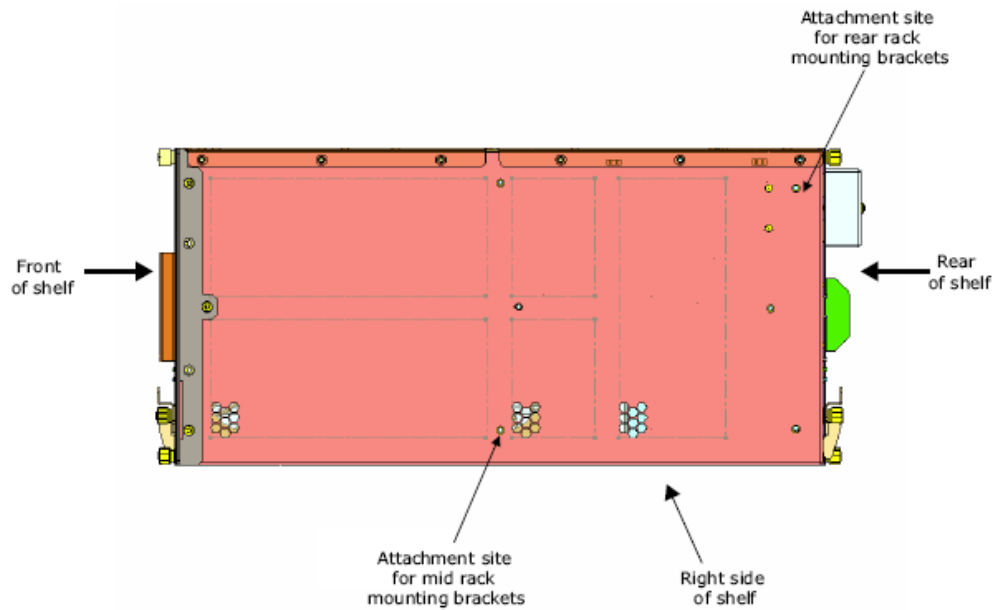 Attachment site
for rear rack
mounting brackets
Front
of shelf
Rear
of shelf
Attachment site
for mid rack
mounting brackets
Right side
of shelf